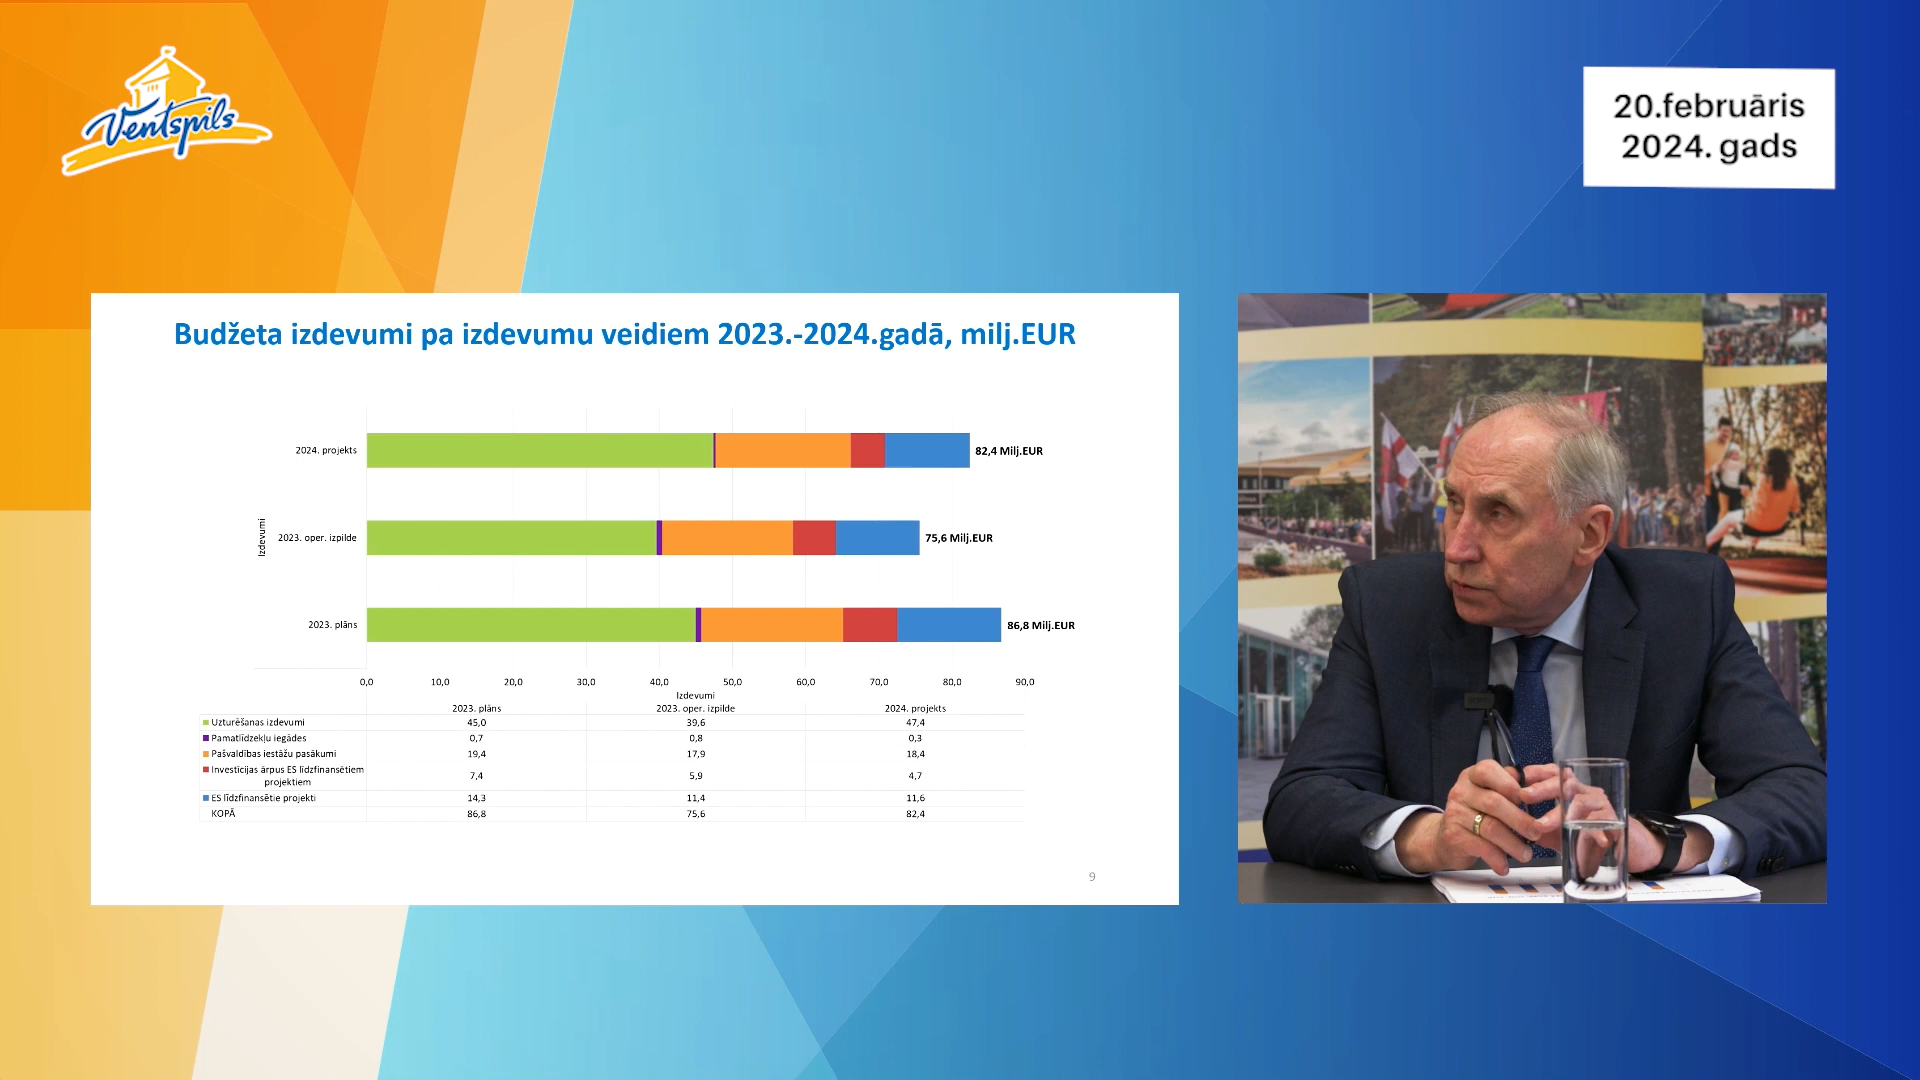 Ventspils
20.februāris
2024. gads
Budžeta izdevumi pa izdevumu veidiem 2023.-2024.gadā, milj.EUR
2024. projekts
82,4 Milj.EUR
2023. oper. izpilde
75,6 Milj.EUR
2023. plāns
86,8 Milj.EUR
Izdevumi
0,0 10,0 20,0 30,0 40,0 50,0 60,0 70,0 80,0 90,0
Izdevumi
2023. plāns 2023. oper. izpilde 2024. projekts
Uzturēšanas izdevumi 45,0 39,6 47,4
Pamatlīdzekļu iegādes 0,7 0,8 0,3
Pašvaldības iestāžu pasākumi 19,4 17,9 18,4
Investīcijas ārpus ES līdzfinansētiem
projektiem 7,4 5,9 4,7
ES līdzfinansētie projekti 14,3 11,4 11,6
KOPĀ 86,8 75,6 82,4
9